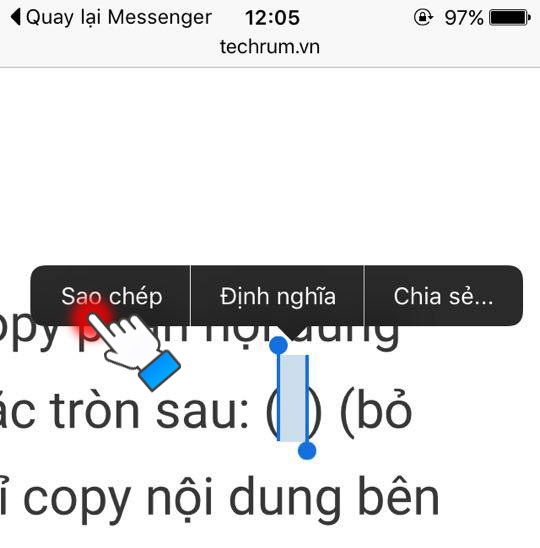 Quay lại Messenger 12:05 97%
techrum.vn
Sao chép Định nghĩa Chia sẻ...
opy phần nội dung
ác tròn sau: ( ) (bỏ
ỉ copy nội dung bên